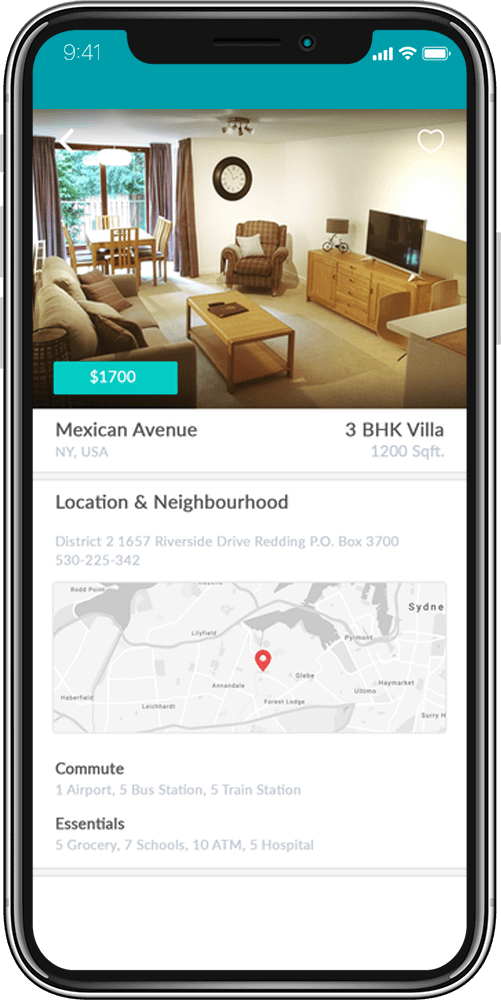 9:41
$1700
Mexican Avenue
3 BHK Villa
NY, USA
1200 Sqft.
Location & Neighbourhood
District 2 1657 Riverside Drive Redding P.O. Box 3700
530-225-342
Rodd Point
Sydne
Lilyfield
Pyrmont
Annandale
Glebe
Haymarket
Ultimo
Haberfield
Leichhardt
Forest Lodge
Surry H
Commute
1 Airport, 5 Bus Station, 5 Train Station
Essentials
5 Grocery, 7 Schools, 10 ATM, 5 Hospital